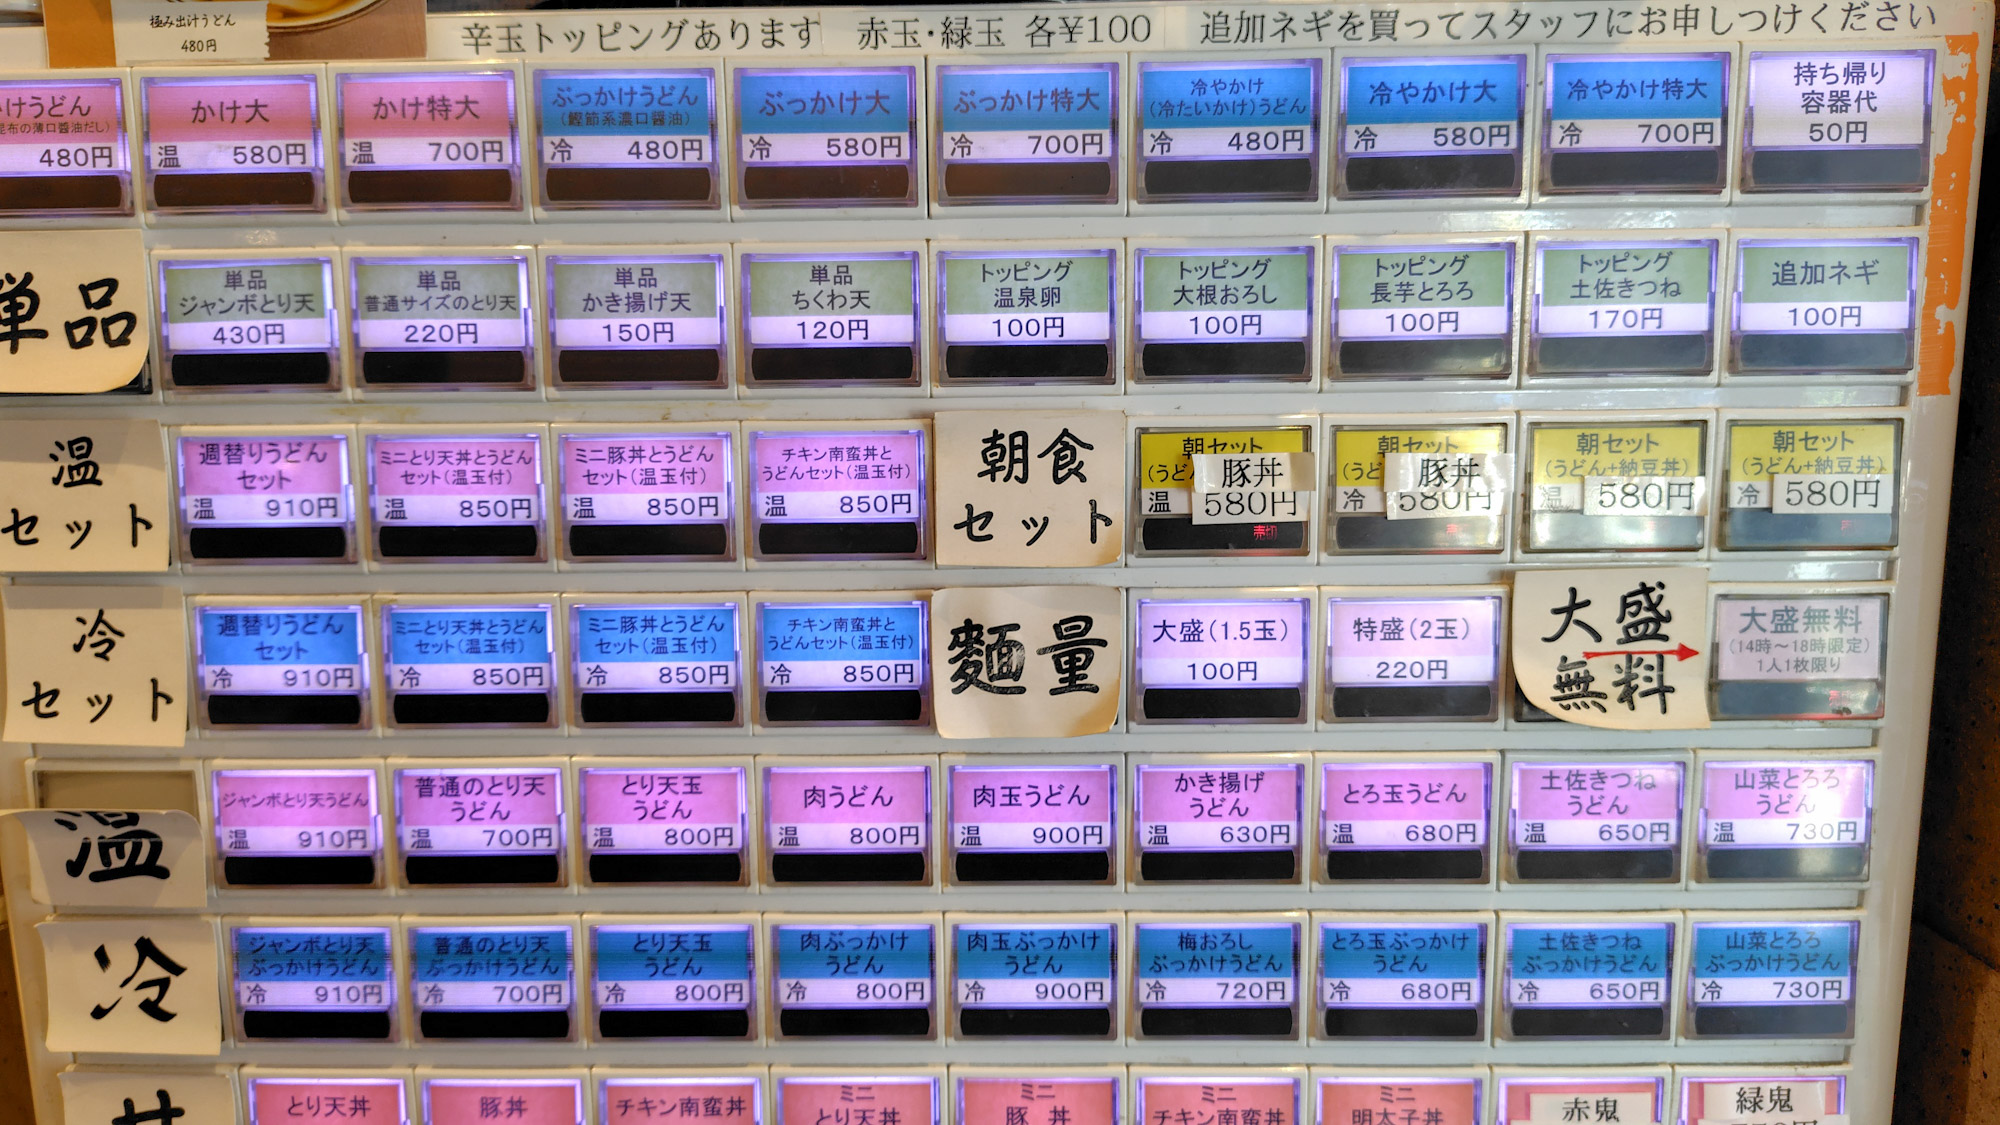 極み出汁うどん
480円
辛玉トッピングあります 赤玉・緑玉 各¥100 追加ネギを買ってスタッフにお申しつけください
けうどん
昆布の薄口醤油だし)
480円
かけ大
温 580円
かけ特大
温 700円
ぶっかけうどん
(鰹節系濃口醤油)
冷 480円
ぶっかけ大
冷 580円
ぶっかけ特大
冷 700円
冷やかけ
(冷たいかけ)うどん
冷 480円
冷やかけ大
冷 580円
冷やかけ特大
冷 700円
持ち帰り
容器代
50円
単品
単品
ジャンボとり天
430円
単品
普通サイズのとり天
220円
単品
かき揚げ天
150円
単品
ちくわ天
120円
トッピング
温泉卵
100円
トッピング
大根おろし
100円
トッピング
長芋とろろ
100円
トッピング
土佐きつね
170円
追加ネギ
100円
温
セット
週替りうどん
セット
温 910円
ミニとり天丼とうどん
セット(温玉付)
温 850円
ミニ豚丼とうどん
セット(温玉付)
温 850円
チキン南蛮丼と
うどんセット(温玉付)
温 850円
朝食
セット
朝セット
(うどん
豚丼
温 580円
売切
朝セット
(うど
豚丼
冷 580円
朝セット
(うどん+納豆丼)
温 580円
朝セット
(うどん+納豆丼)
冷 580円
冷
セット
週替りうどん
セット
冷 910円
ミニとり天丼とうどん
セット(温玉付)
冷 850円
ミニ豚丼とうどん
セット(温玉付)
冷 850円
チキン南蛮丼と
うどんセット(温玉付)
冷 850円
麺量
大盛(1.5玉)
100円
特盛(2玉)
220円
大盛
無料
大盛無料
(14時～18時限定)
1人1枚限り
温
ジャンボとり天うどん
温 910円
普通のとり天
うどん
温 700円
とり天玉
うどん
温 800円
肉うどん
温 800円
肉玉うどん
温 900円
かき揚げ
うどん
温 630円
とろ玉うどん
温 680円
土佐きつね
うどん
温 650円
山菜とろろ
うどん
温 730円
冷
ジャンボとり天
ぶっかけうどん
冷 910円
普通のとり天
ぶっかけうどん
冷 700円
とり天玉
うどん
冷 800円
肉ぶっかけ
うどん
冷 800円
肉玉ぶっかけ
うどん
冷 900円
梅おろし
ぶっかけうどん
冷 720円
とろ玉ぶっかけ
うどん
冷 680円
土佐きつね
ぶっかけうどん
冷 650円
山菜とろろ
ぶっかけうどん
冷 730円
丼
とり天丼
豚丼
チキン南蛮丼
ミニ
とり天丼
ミニ
豚 丼
ミニ
チキン南蛮丼
ミニ
明太子丼
赤鬼
緑鬼